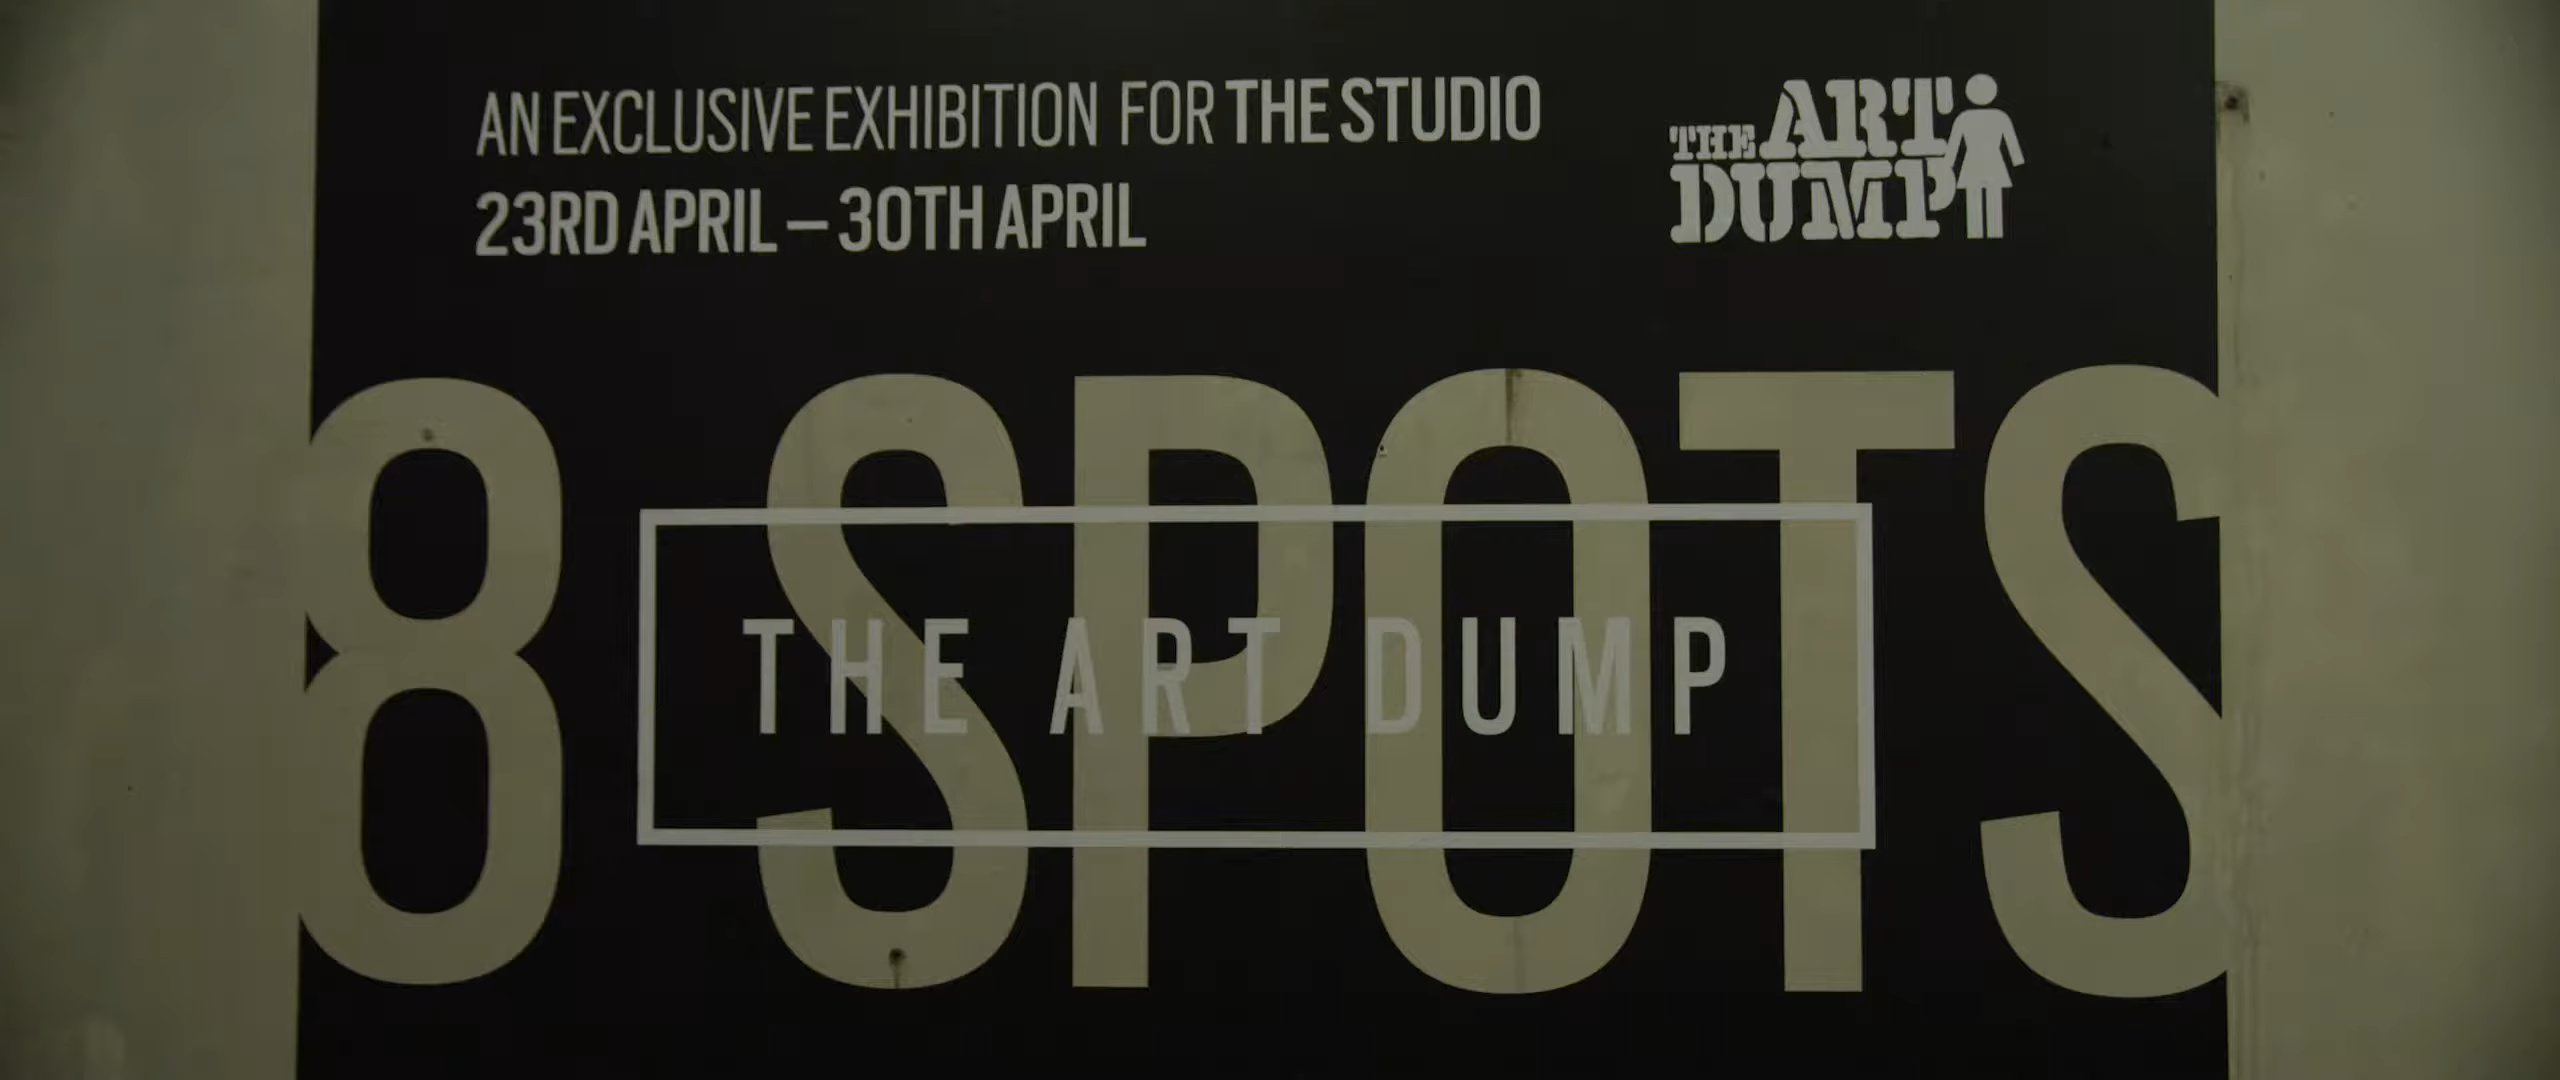 AN EXCLUSIVE EXHIBITION FOR THE STUDIO
23RD APRIL – 30TH APRIL
THE ART
DUMP
8 SPOTS
THE ART DUMP